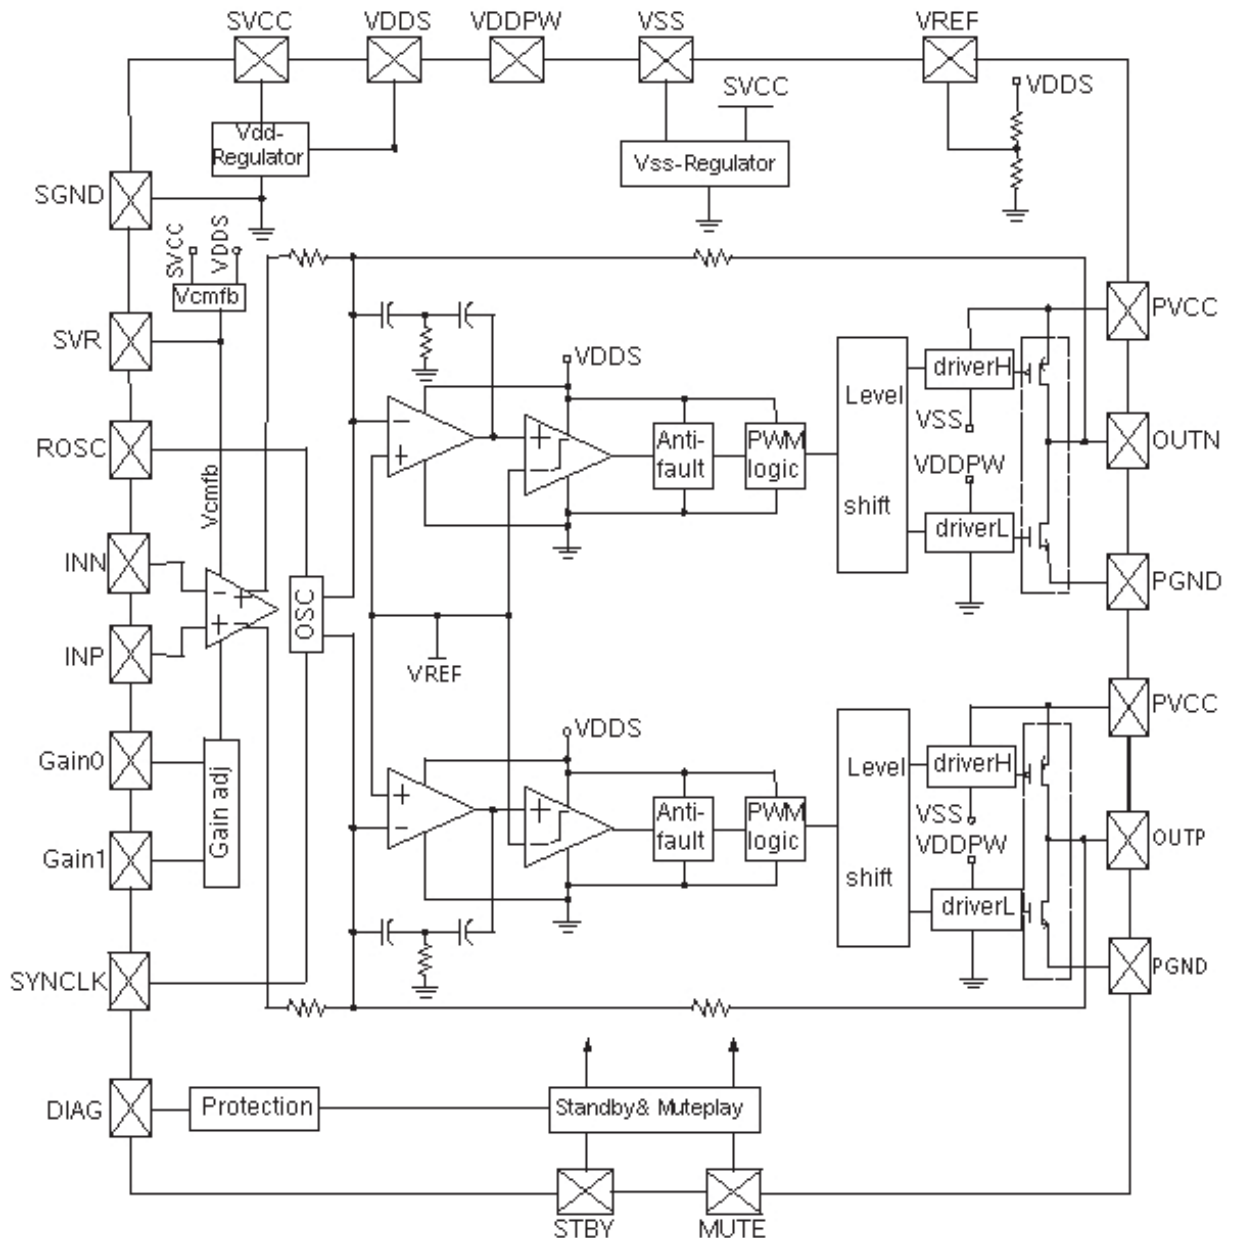 SVCC
VDDS
VDDPW
VSS
VREF
SVCC
VDDS
Vdd-
Regulator
Vss-Regulator
SGND
SVCC
VDDS
Vcmfb
SVR
PVCC
VDDS
driverH
Level
shift
VSS
ROSC
Anti-
fault
PWM
logic
OUTN
Vcmfb
VDDPW
driverL
INN
PGND
OSC
INP
VREF
PVCC
VDDS
Gain0
Gain adj
Level
shift
driverH
VSS
Anti-
fault
PWM
logic
VDDPW
OUTP
Gain1
driverL
SYNCLK
PGND
DIAG
Protection
Standby& Muteplay
STBY
MUTE